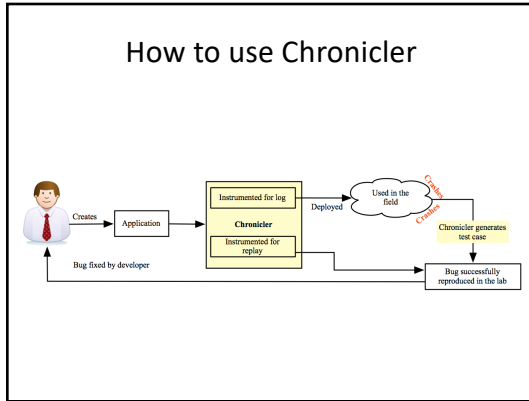 How to use Chronicler
Creates
Application
Instrumented for log
Chronicler
Instrumented for
replay
Deployed
Used in the
field
Crashes
Crashes
Chronicler generates
test case
Bug successfully
reproduced in the lab
Bug fixed by developer